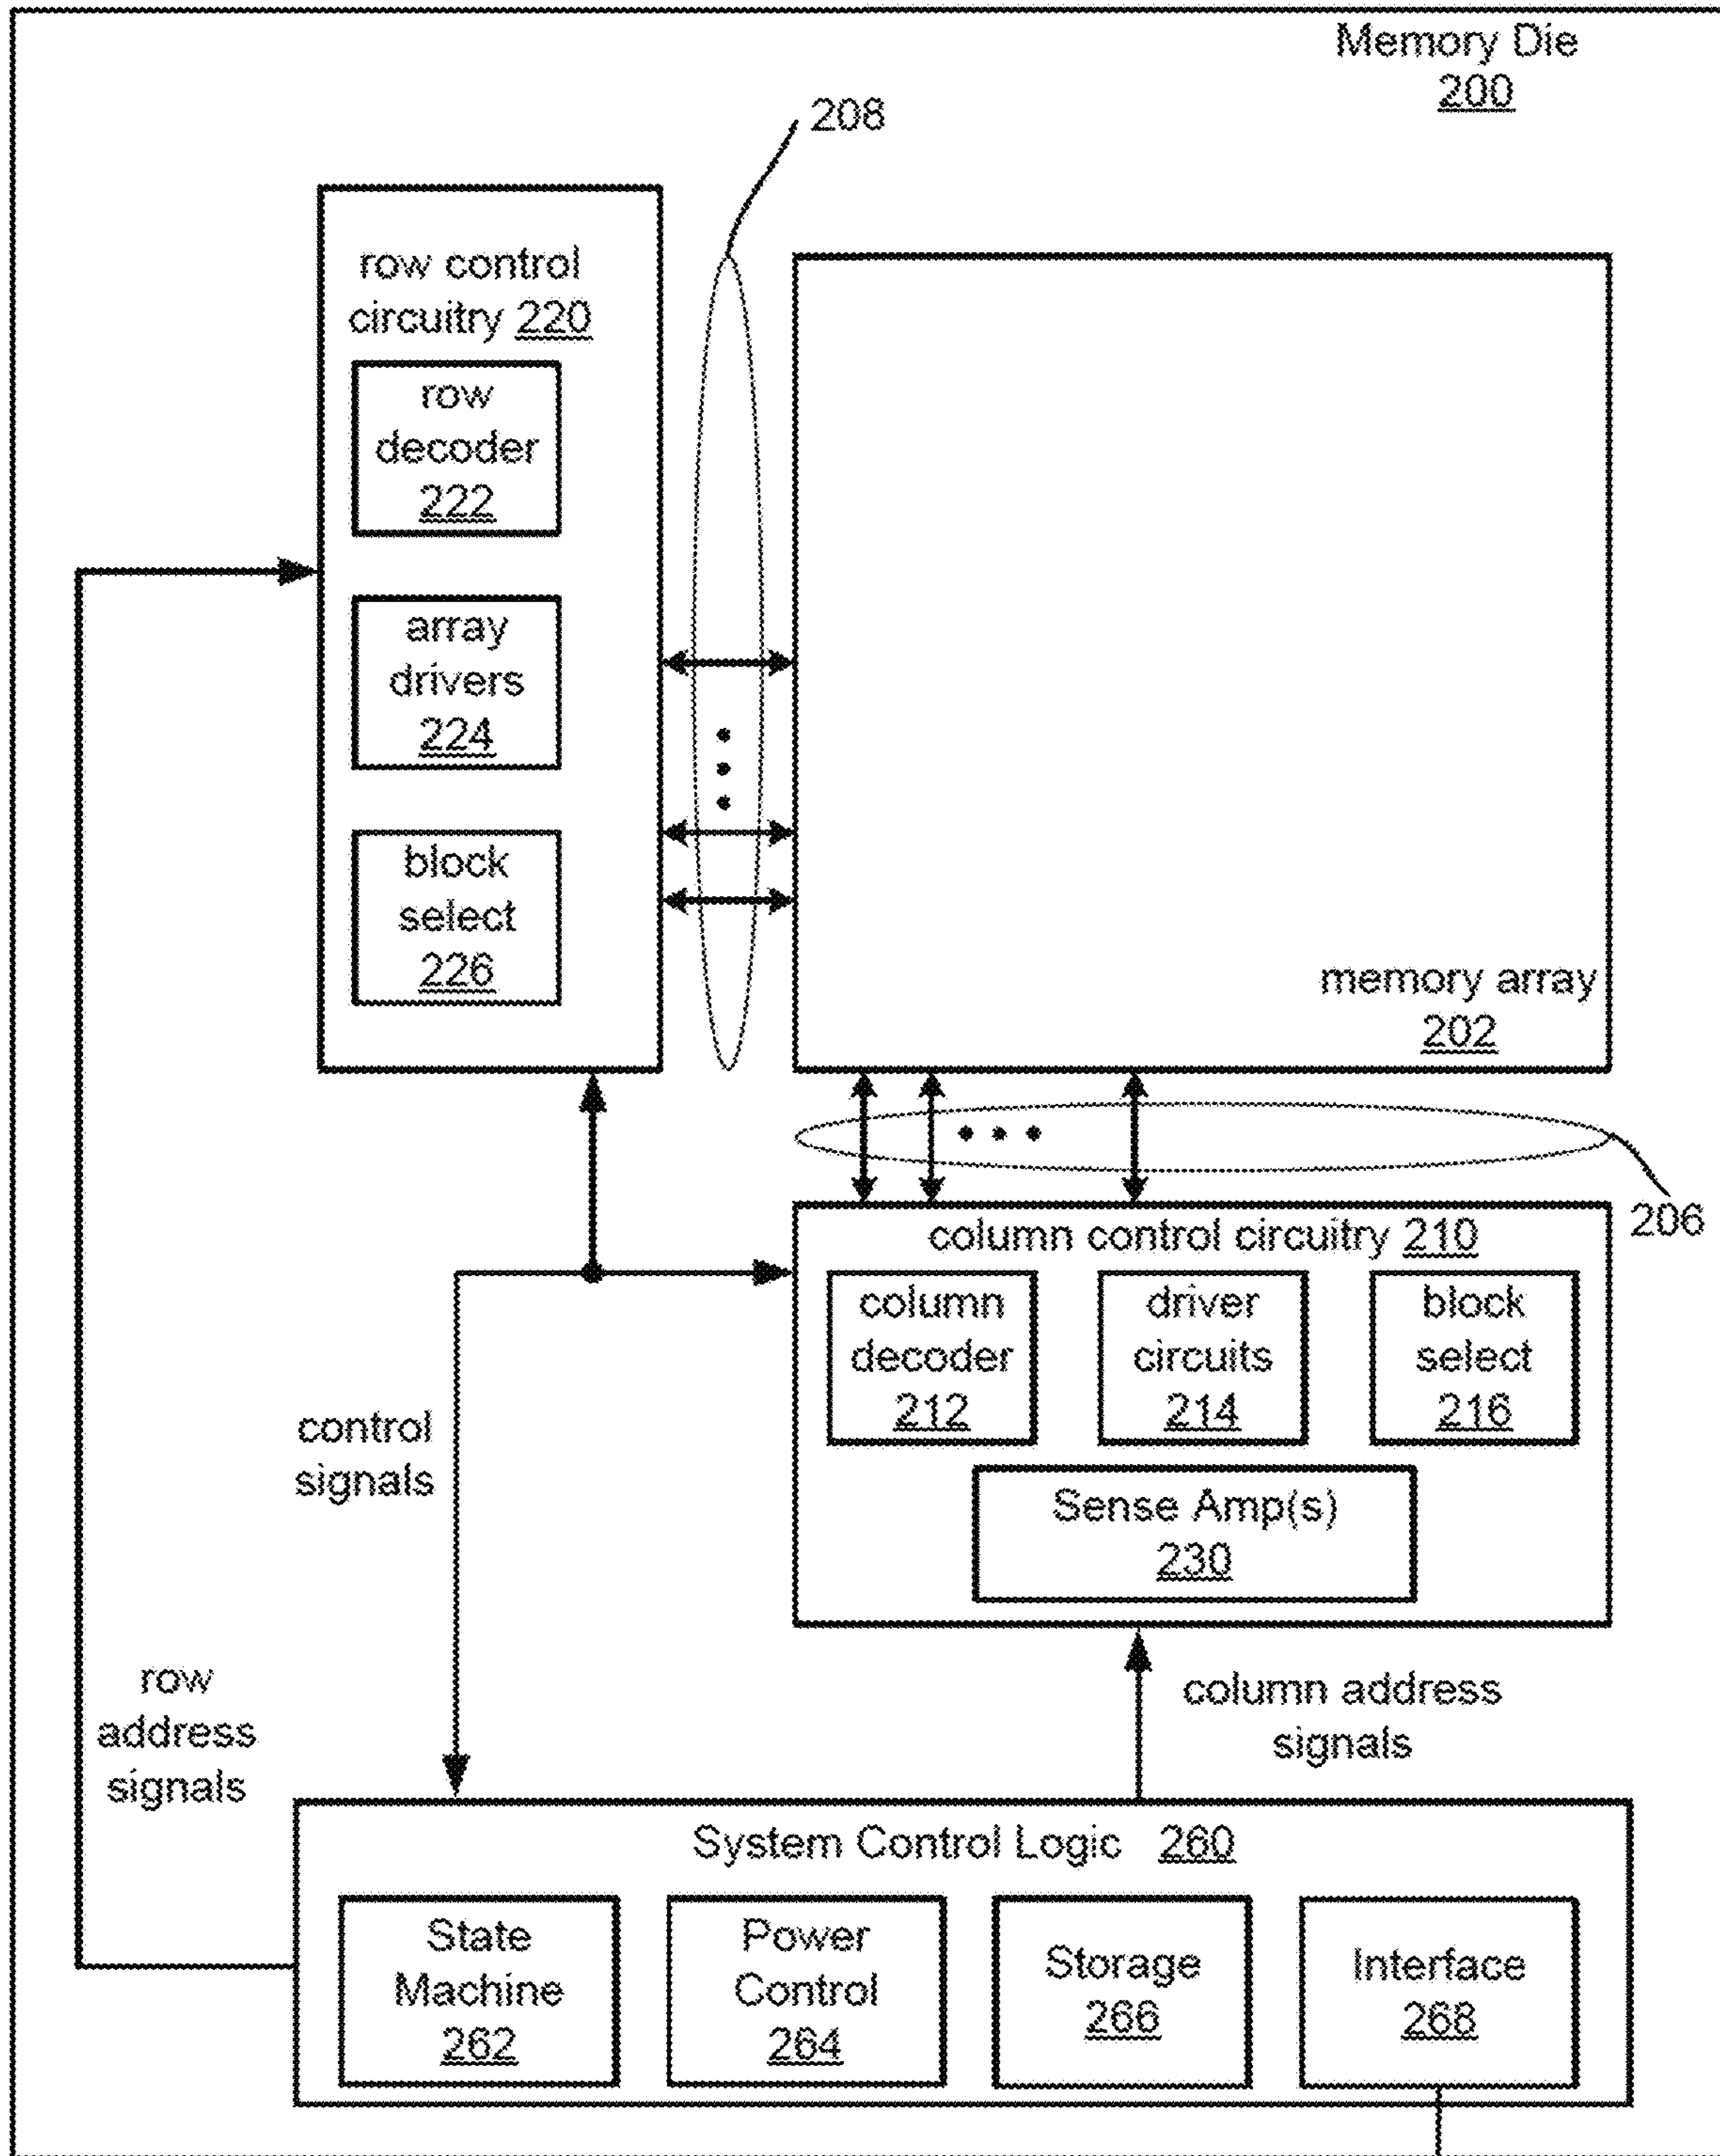 Memory Die
200
208
row control
circuitry 220
row
decoder
222
array
drivers
224
block
select
226
memory array
202
206
column control circuitry 210
column
decoder
212
driver
circuits
214
block
select
216
Sense Amp(s)
230
control
signals
row
address
signals
column address
signals
System Control Logic 260
State
Machine
262
Power
Control
264
Storage
266
Interface
268